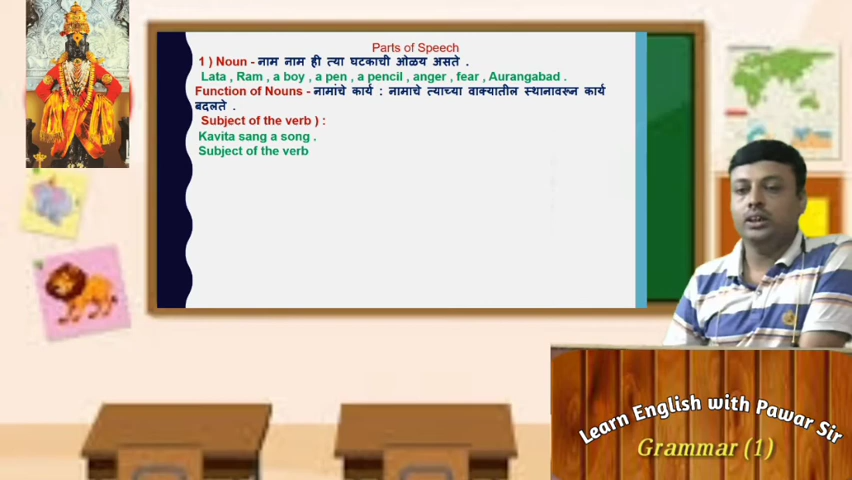 Parts of Speech
1 ) Noun - नाम नाम ही त्या घटकाची ओळय असते .
Lata , Ram , a boy , a pen , a pencil , anger , fear , Aurangabad .
Function of Nouns - नामांचे कार्य : नामाचे त्याच्या वाक्यातील स्थानावरून कार्य
बदलते .
Subject of the verb ) :
Kavita sang a song .
Subject of the verb
Learn English with Pawar Sir
Grammar (1)